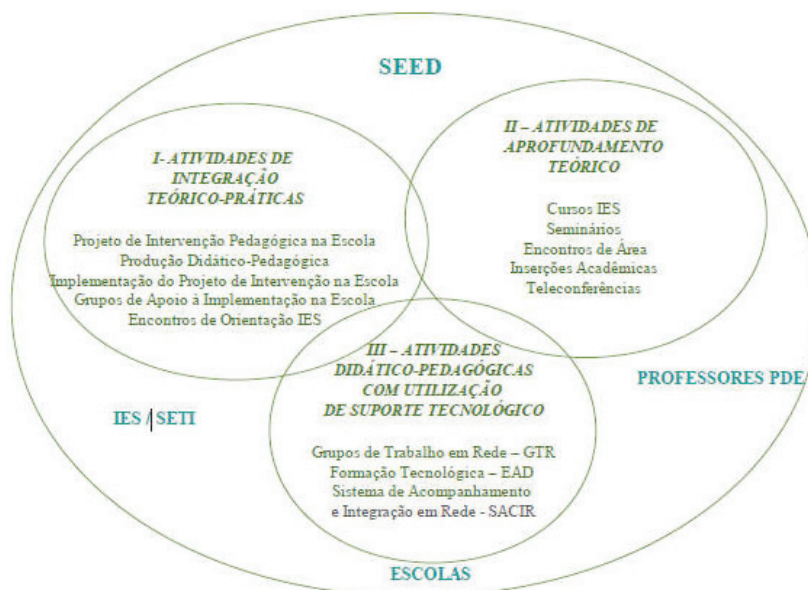 SEED
I- ATIVIDADES DE
INTEGRAÇÃO
TEÓRICO-PRÁTICAS
Projeto de Intervenção Pedagógica na Escola
Produção Didático-Pedagógica
Implementação do Projeto de Intervenção na Escola
Grupos de Apoio à Implementação na Escola
Encontros de Orientação IES
II – ATIVIDADES DE
APROFUNDAMENTO
TEÓRICO
Cursos IES
Seminários
Encontros de Área
Inserções Acadêmicas
Teleconferências
III – ATIVIDADES
DIDÁTICO-PEDAGÓGICAS
COM UTILIZAÇÃO
DE SUPORTE TECNOLÓGICO
Grupos de Trabalho em Rede – GTR
Formação Tecnológica – EAD
Sistema de Acompanhamento
e Integração em Rede - SACIR
PROFESSORES PDE
IES / SETI
ESCOLAS